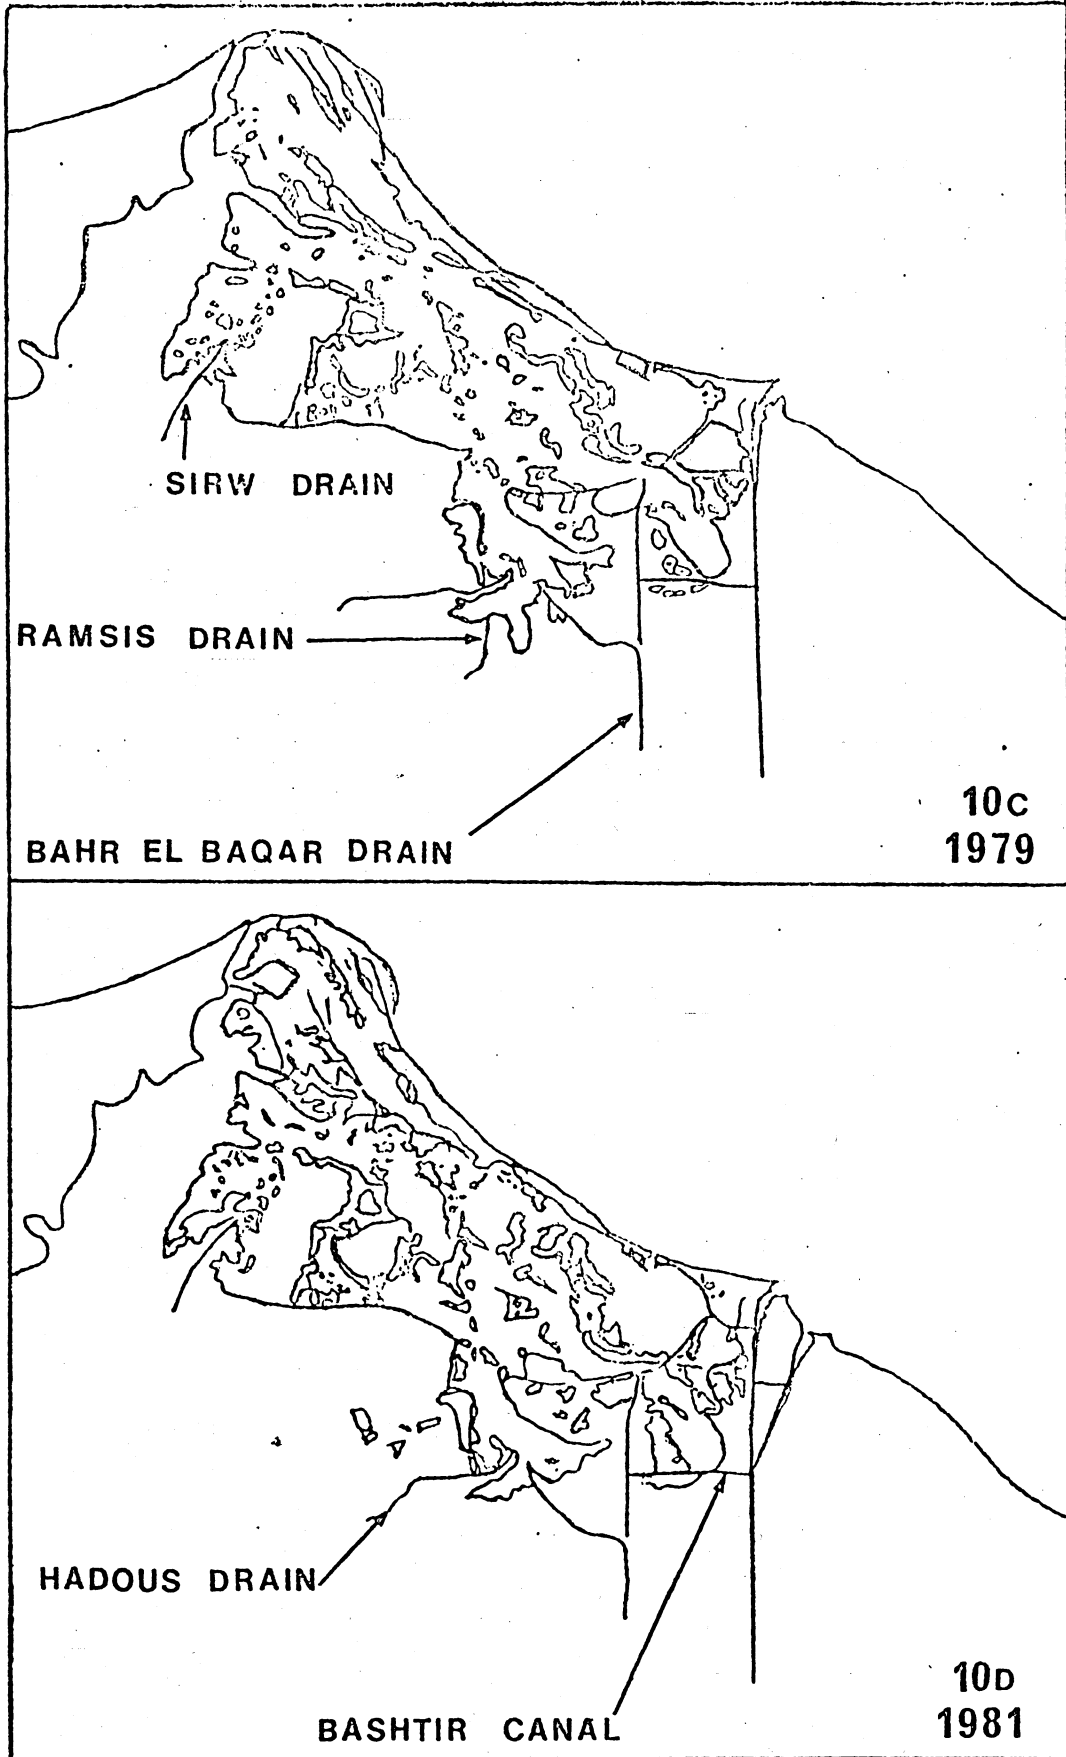 SIRW DRAIN
RAMSIS DRAIN
BAHR EL BAQAR DRAIN
10C
1979
HADOUS DRAIN
BASHTIR CANAL
10D
1981